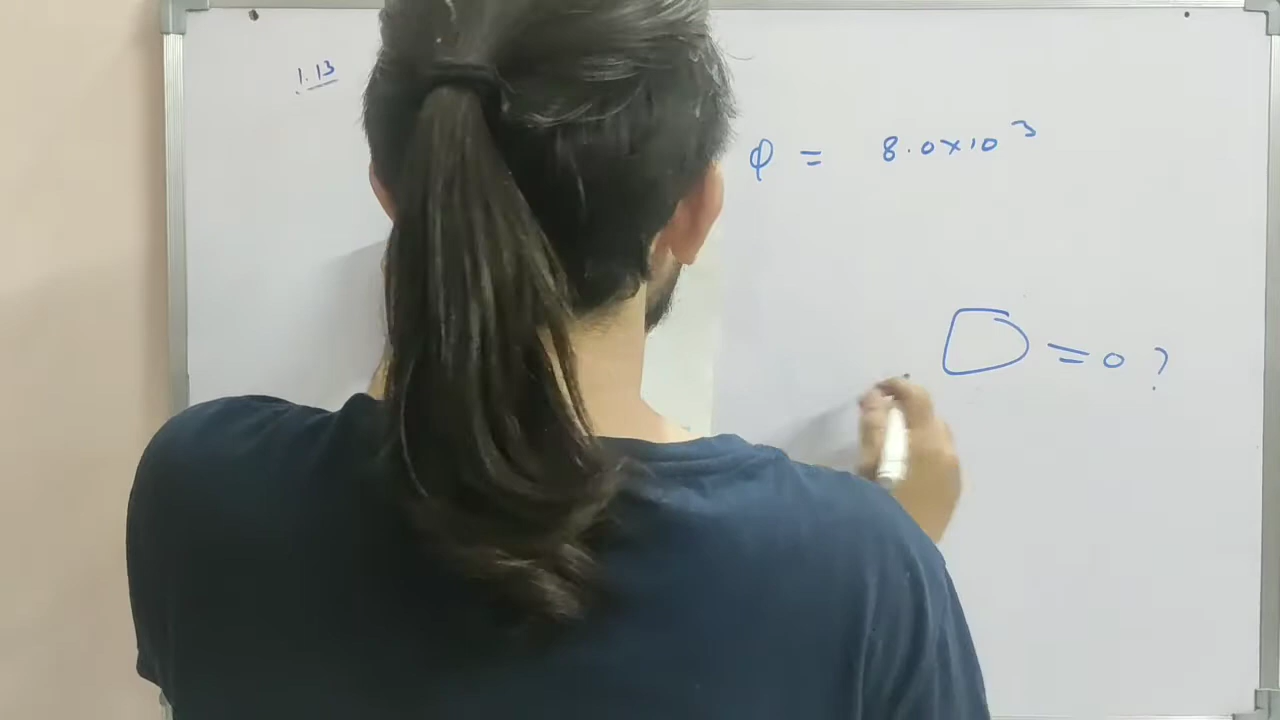 1.13
φ = 8.0×10³
= 0 ?